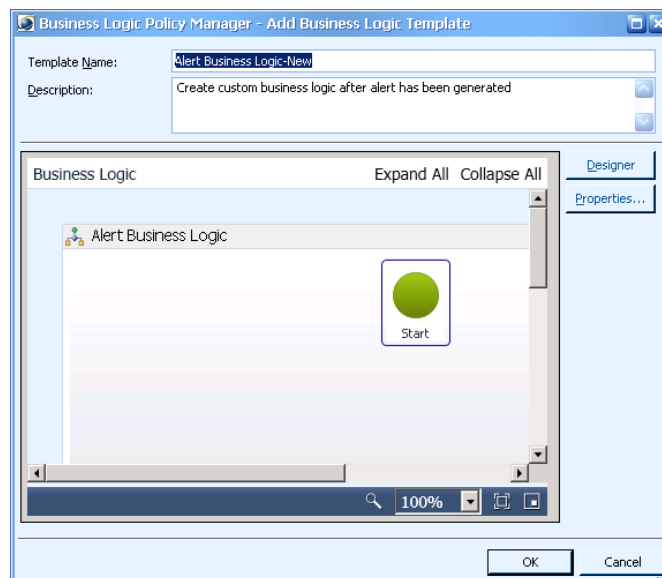 Business Logic Policy Manager - Add Business Logic Template
Template Name: Alert Business Logic-New
Description: Create custom business logic after alert has been generated
Business Logic Expand All Collapse All Designer
Properties...
Alert Business Logic
Start
100%
OK Cancel